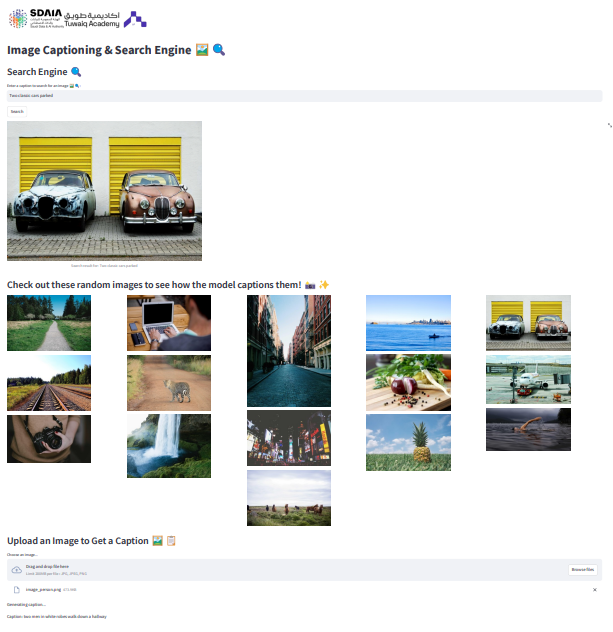 SDAIA
أكاديمية طويق
Tuwaiq Academy
Image Captioning & Search Engine
Search Engine
Enter a caption to search for an image
Two classic cars parked
Search
Search result for: Two classic cars parked
Check out these random images to see how the model captions them!
Upload an Image to Get a Caption
Choose an image...
Drag and drop file here
Limit 200MB per file • JPG, JPEG, PNG
Browse files
image_person.png
Generating caption...
Caption: two men in white robes walk down a hallway